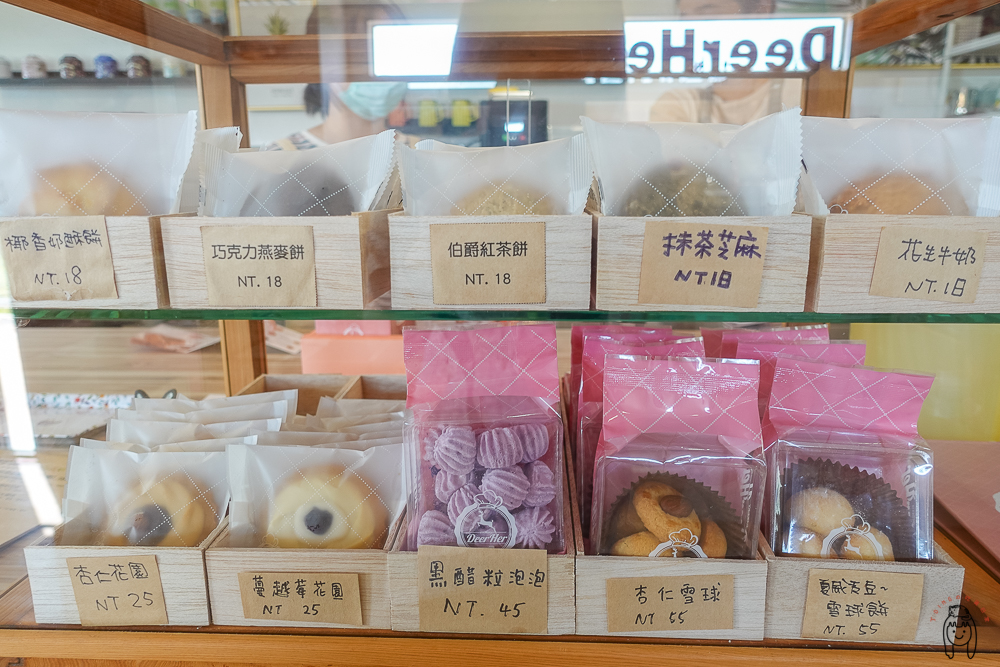 DeerHe
椰香奶酥餅
NT.18
巧克力燕麥餅
NT. 18
伯爵紅茶餅
NT. 18
抹茶芝麻
NT.18
花生牛奶
NT.18
DeerHer
杏仁花園
NT 25
蔓越莓花園
NT 25
黑醋粒泡泡
NT. 45
杏仁雪球
NT 55
夏威夷豆~
雪球餅
NT. 55